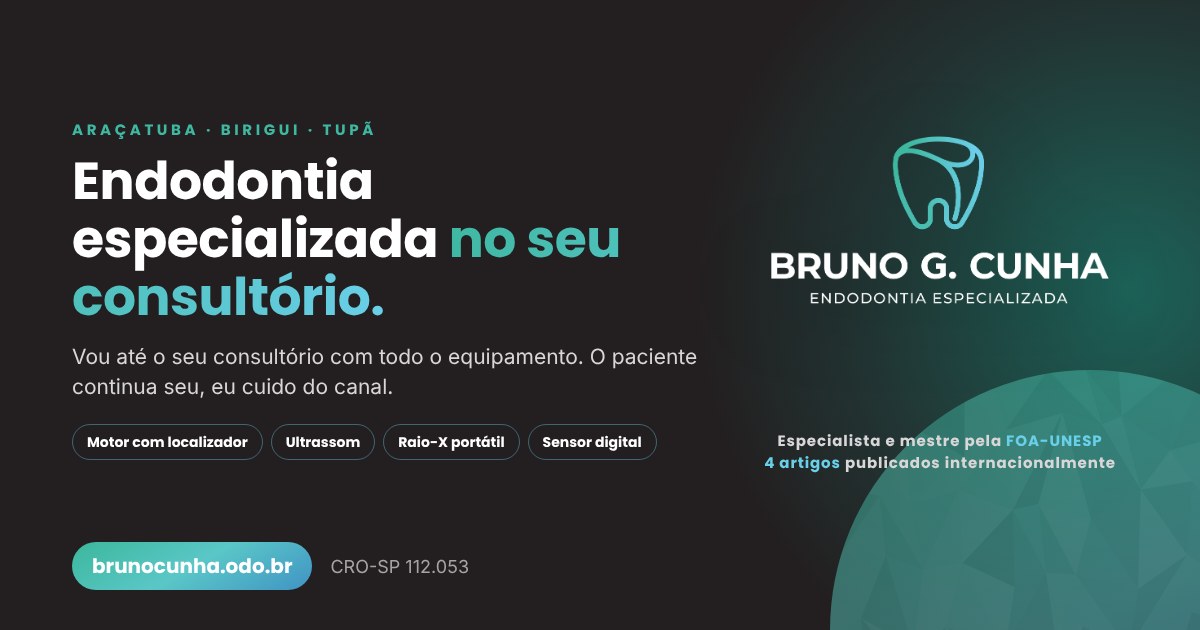 ARAÇATUBA · BIRIGUI · TUPÃ
Endodontia
especializada no seu
consultório.
Vou até o seu consultório com todo o equipamento. O paciente
continua seu, eu cuido do canal.
Motor com localizador
Ultrassom
Raio-X portátil
Sensor digital
brunocunha.odo.br
CRO-SP 112.053
BRUNO G. CUNHA
ENDODONTIA ESPECIALIZADA
Especialista e mestre pela FOA-UNESP
4 artigos publicados internacionalmente